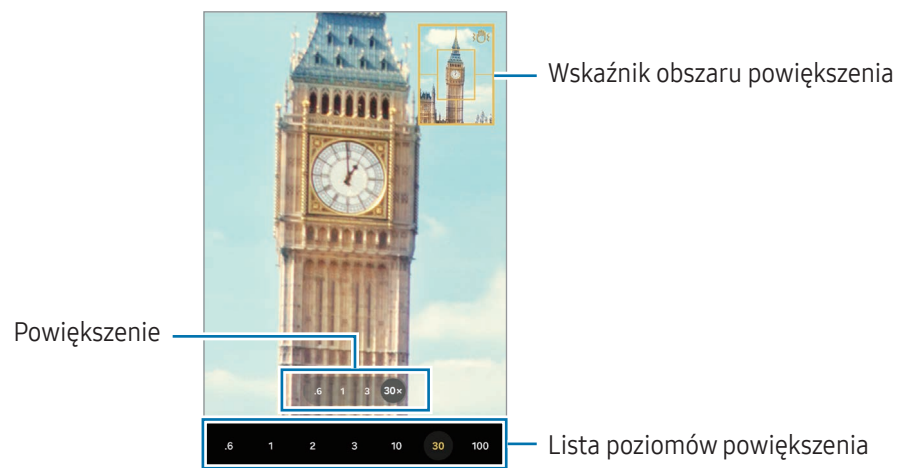 Wskaźnik obszaru powiększenia
Powiększenie
.6 1 3 30×
.6 1 2 3 10 30 100
Lista poziomów powiększenia